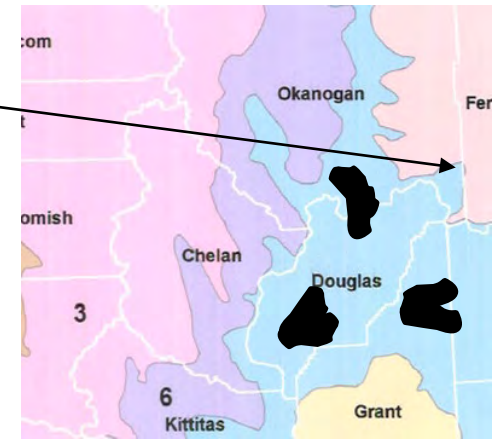 com
Okanogan
Fer
t
omish
Chelan
Douglas
3
6
Kittitas
Grant